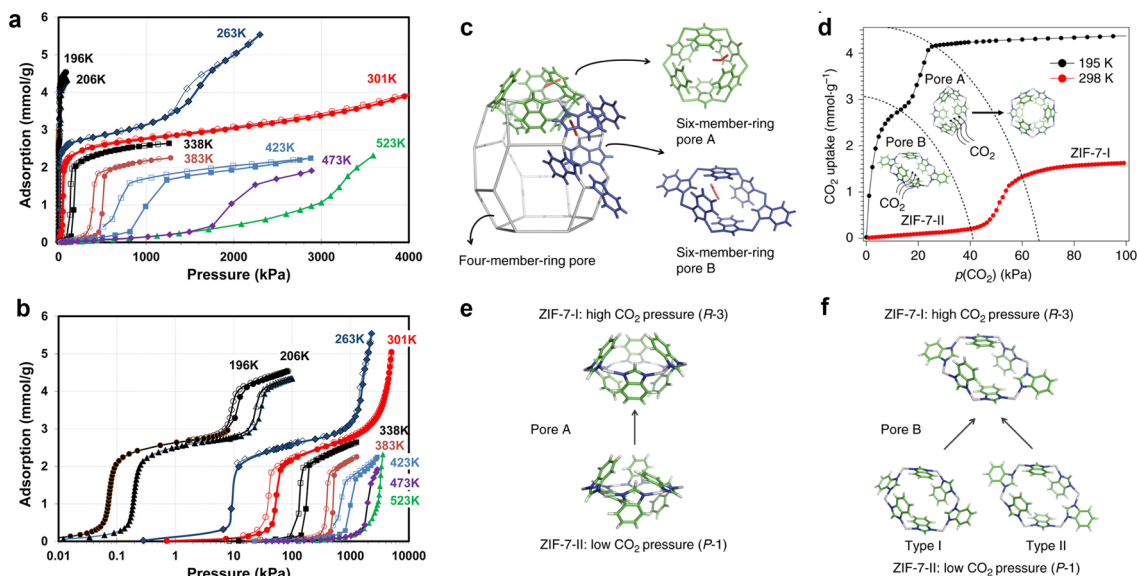 a
Adsorption (mmol/g)
6
5
4
3
2
1
0
196K
206K
263K
301K
338K
383K
423K
473K
523K
0
1000
2000
3000
4000
Pressure (kPa)
b
Adsorption (mmol/g)
6
5
4
3
2
1
0
196K
206K
263K
301K
338K
383K
423K
473K
523K
0.01
0.1
1
10
100
1000
10000
Pressure (kPa)
c
Six-member-ring
pore A
Six-member-ring
pore B
Four-member-ring pore
d
CO2 uptake (mmol·g–1)
4
3
2
1
0
195 K
298 K
Pore A
CO2
Pore B
CO2
ZIF-7-I
ZIF-7-II
0
20
40
60
80
100
p(CO2) (kPa)
e
ZIF-7-I: high CO2 pressure (R-3)
Pore A
ZIF-7-II: low CO2 pressure (P-1)
f
ZIF-7-I: high CO2 pressure (R-3)
Pore B
Type I
Type II
ZIF-7-II: low CO2 pressure (P-1)